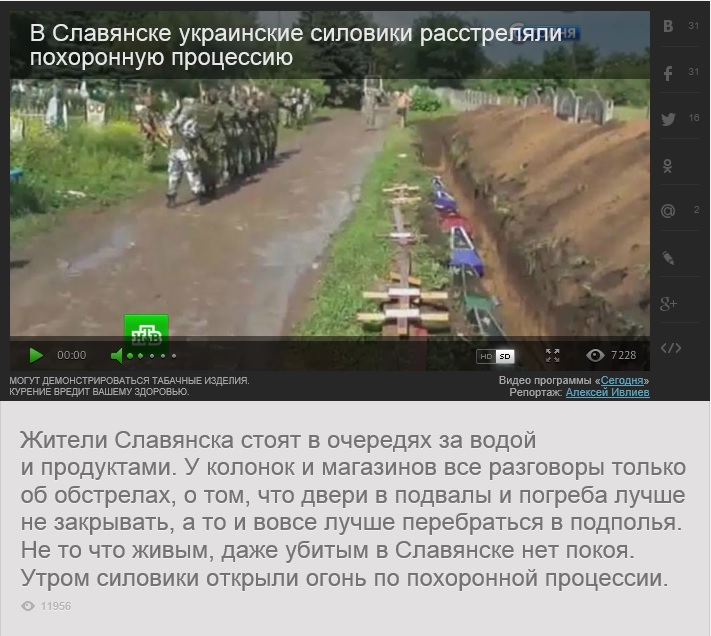 В Славянске украинские силовики расстреляли
похоронную процессию
В 31
f 31
16
@ 2
g+
НТВ
00:00
HD SD
7228
МОГУТ ДЕМОНСТРИРОВАТЬСЯ ТАБАЧНЫЕ ИЗДЕЛИЯ.
КУРЕНИЕ ВРЕДИТ ВАШЕМУ ЗДОРОВЬЮ.
Видео программы «Сегодня»
Репортаж: Алексей Ивлиев
Жители Славянска стоят в очередях за водой
и продуктами. У колонок и магазинов все разговоры только
об обстрелах, о том, что двери в подвалы и погреба лучше
не закрывать, а то и вовсе лучше перебраться в подполья.
Не то что живым, даже убитым в Славянске нет покоя.
Утром силовики открыли огонь по похоронной процессии.
11956